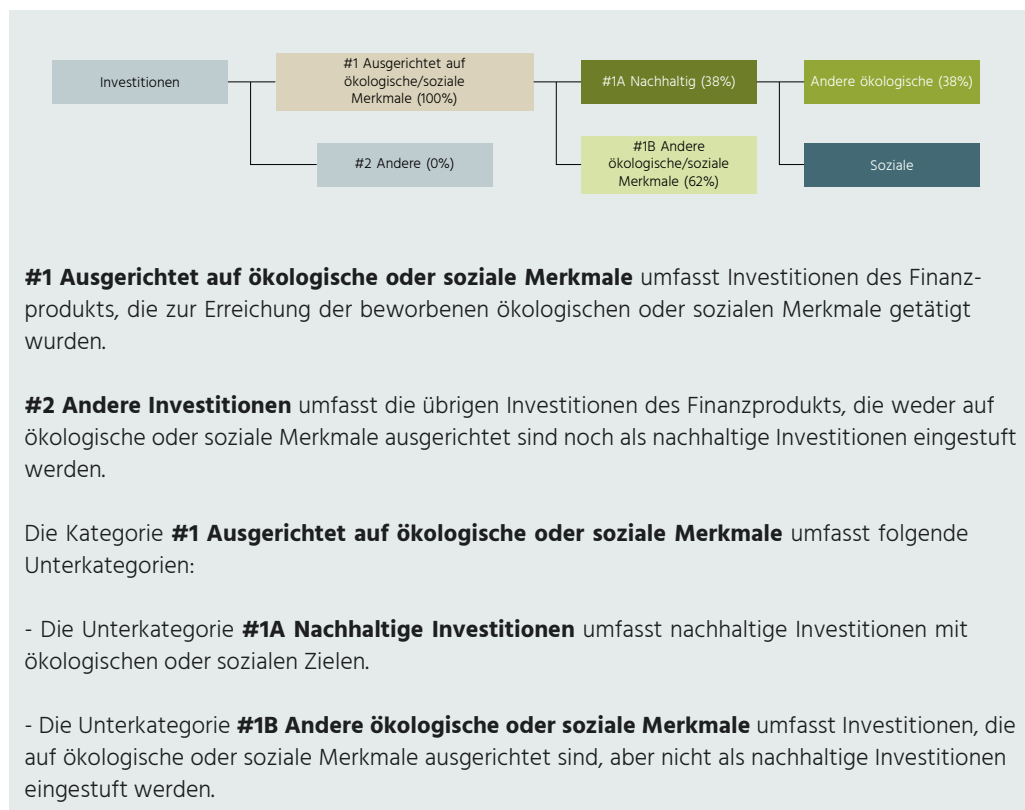 Investitionen
#1 Ausgerichtet auf
ökologische/soziale
Merkmale (100%)
#1A Nachhaltig (38%)
Andere ökologische (38%)
#2 Andere (0%)
#1B Andere
ökologische/soziale
Merkmale (62%)
Soziale
#1 Ausgerichtet auf ökologische oder soziale Merkmale umfasst Investitionen des Finanz-
produkts, die zur Erreichung der beworbenen ökologischen oder sozialen Merkmale getätigt
wurden.
#2 Andere Investitionen umfasst die übrigen Investitionen des Finanzprodukts, die weder auf
ökologische oder soziale Merkmale ausgerichtet sind noch als nachhaltige Investitionen eingestuft
werden.
Die Kategorie #1 Ausgerichtet auf ökologische oder soziale Merkmale umfasst folgende
Unterkategorien:
- Die Unterkategorie #1A Nachhaltige Investitionen umfasst nachhaltige Investitionen mit
ökologischen oder sozialen Zielen.
- Die Unterkategorie #1B Andere ökologische oder soziale Merkmale umfasst Investitionen, die
auf ökologische oder soziale Merkmale ausgerichtet sind, aber nicht als nachhaltige Investitionen
eingestuft werden.